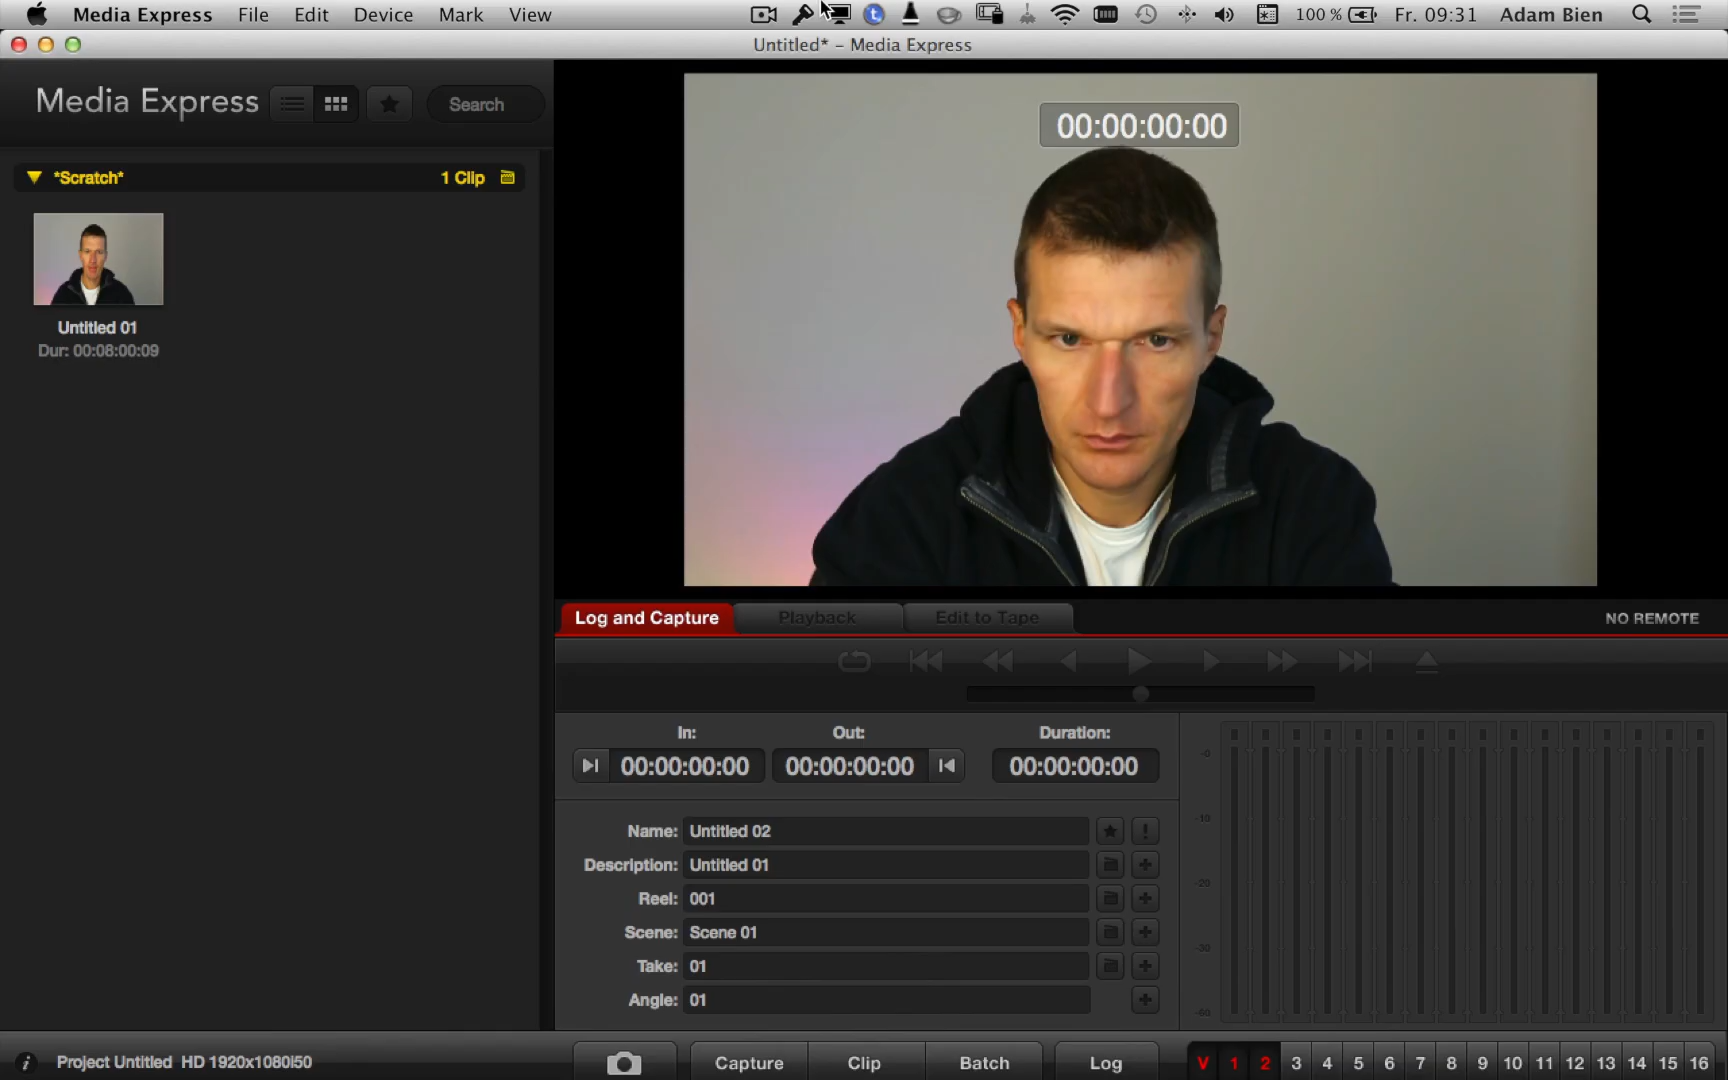 Media Express File Edit Device Mark View 100 % Fr. 09:31 Adam Bien
Untitled* – Media Express
Media Express Search
*Scratch* 1 Clip
Untitled 01
Dur: 00:08:00:09
00:00:00:00
Log and Capture Playback Edit to Tape NO REMOTE
In: Out: Duration:
00:00:00:00 00:00:00:00 00:00:00:00
Name: Untitled 02
Description: Untitled 01
Reel: 001
Scene: Scene 01
Take: 01
Angle: 01
-0
-10
-20
-30
-60
Project Untitled HD 1920x1080i50 Capture Clip Batch Log V 1 2 3 4 5 6 7 8 9 10 11 12 13 14 15 16